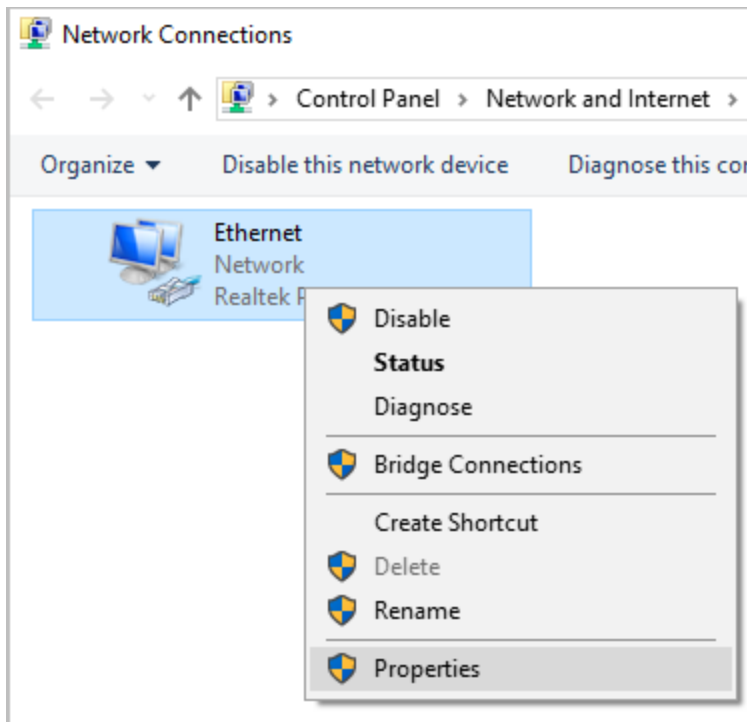 Network Connections
Control Panel > Network and Internet >
Organize Disable this network device Diagnose this
Ethernet
Network
Realtek
Disable
Status
Diagnose
Bridge Connections
Create Shortcut
Delete
Rename
Properties